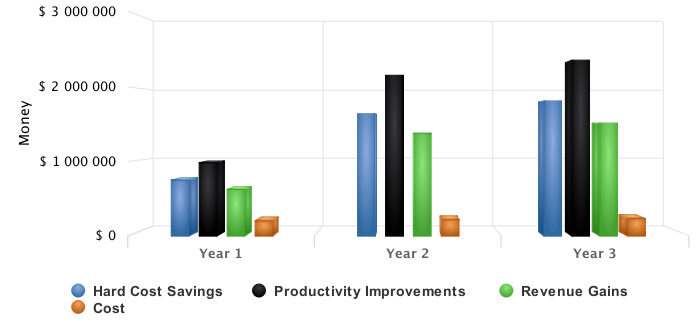 $ 3 000 000
$ 2 000 000
Money
$ 1 000 000
$ 0
Year 1 Year 2 Year 3
Hard Cost Savings Productivity Improvements Revenue Gains
Cost